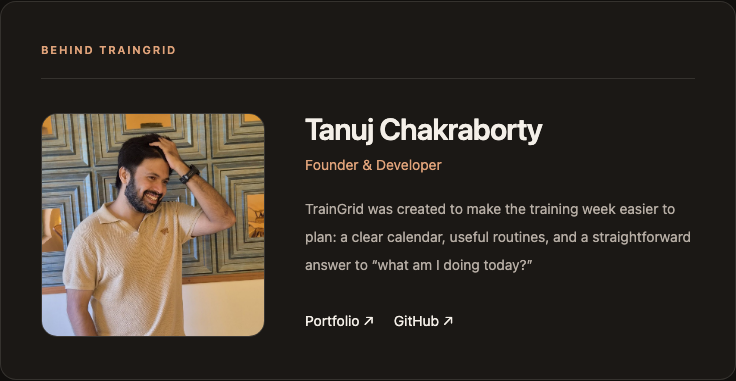 BEHIND TRAINGRID
Tanuj Chakraborty
Founder & Developer
TrainGrid was created to make the training week easier to
plan: a clear calendar, useful routines, and a straightforward
answer to “what am I doing today?”
Portfolio ↗ GitHub ↗